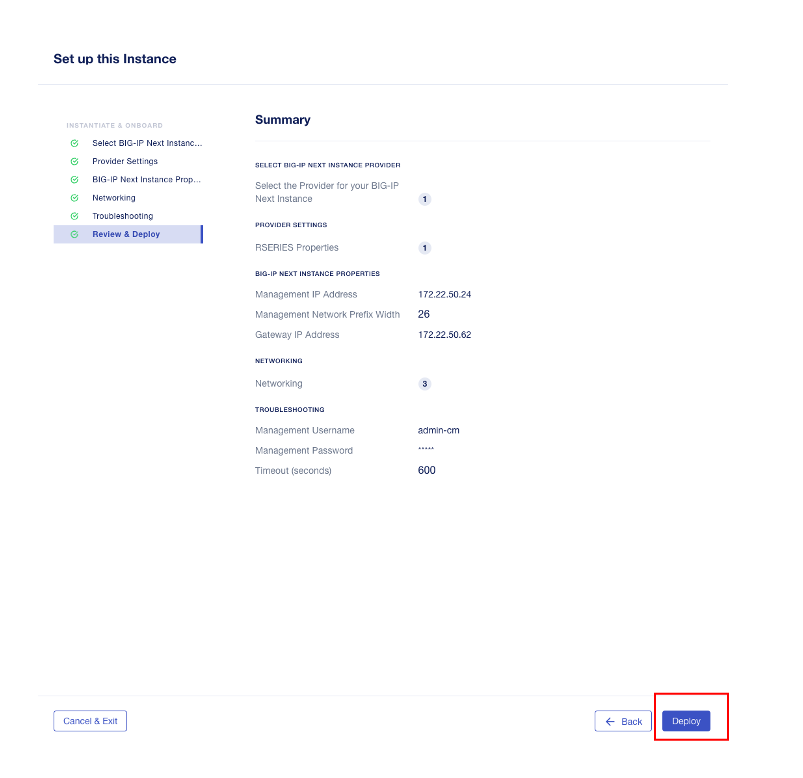 Set up this Instance
INSTANTIATE & ONBOARD
Select BIG-IP Next Instanc...
Provider Settings
BIG-IP Next Instance Prop...
Networking
Troubleshooting
Review & Deploy
Summary
SELECT BIG-IP NEXT INSTANCE PROVIDER
Select the Provider for your BIG-IP
Next Instance 1
PROVIDER SETTINGS
RSERIES Properties 1
BIG-IP NEXT INSTANCE PROPERTIES
Management IP Address 172.22.50.24
Management Network Prefix Width 26
Gateway IP Address 172.22.50.62
NETWORKING
Networking 3
TROUBLESHOOTING
Management Username admin-cm
Management Password *****
Timeout (seconds) 600
Cancel & Exit
Back
Deploy